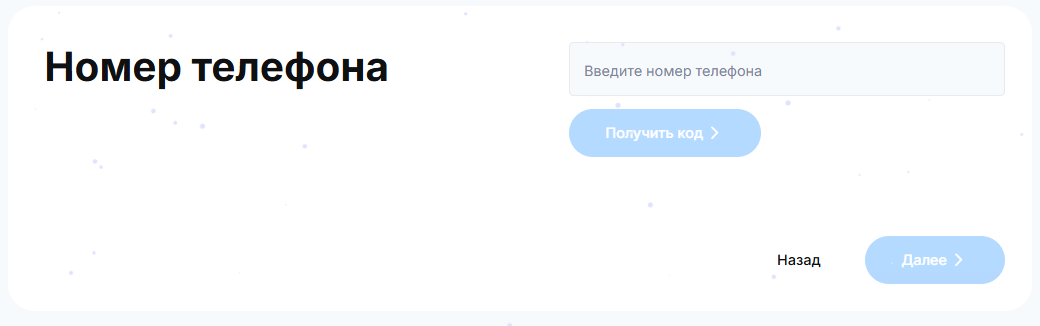 Номер телефона
Введите номер телефона
Получить код
Назад
Далее